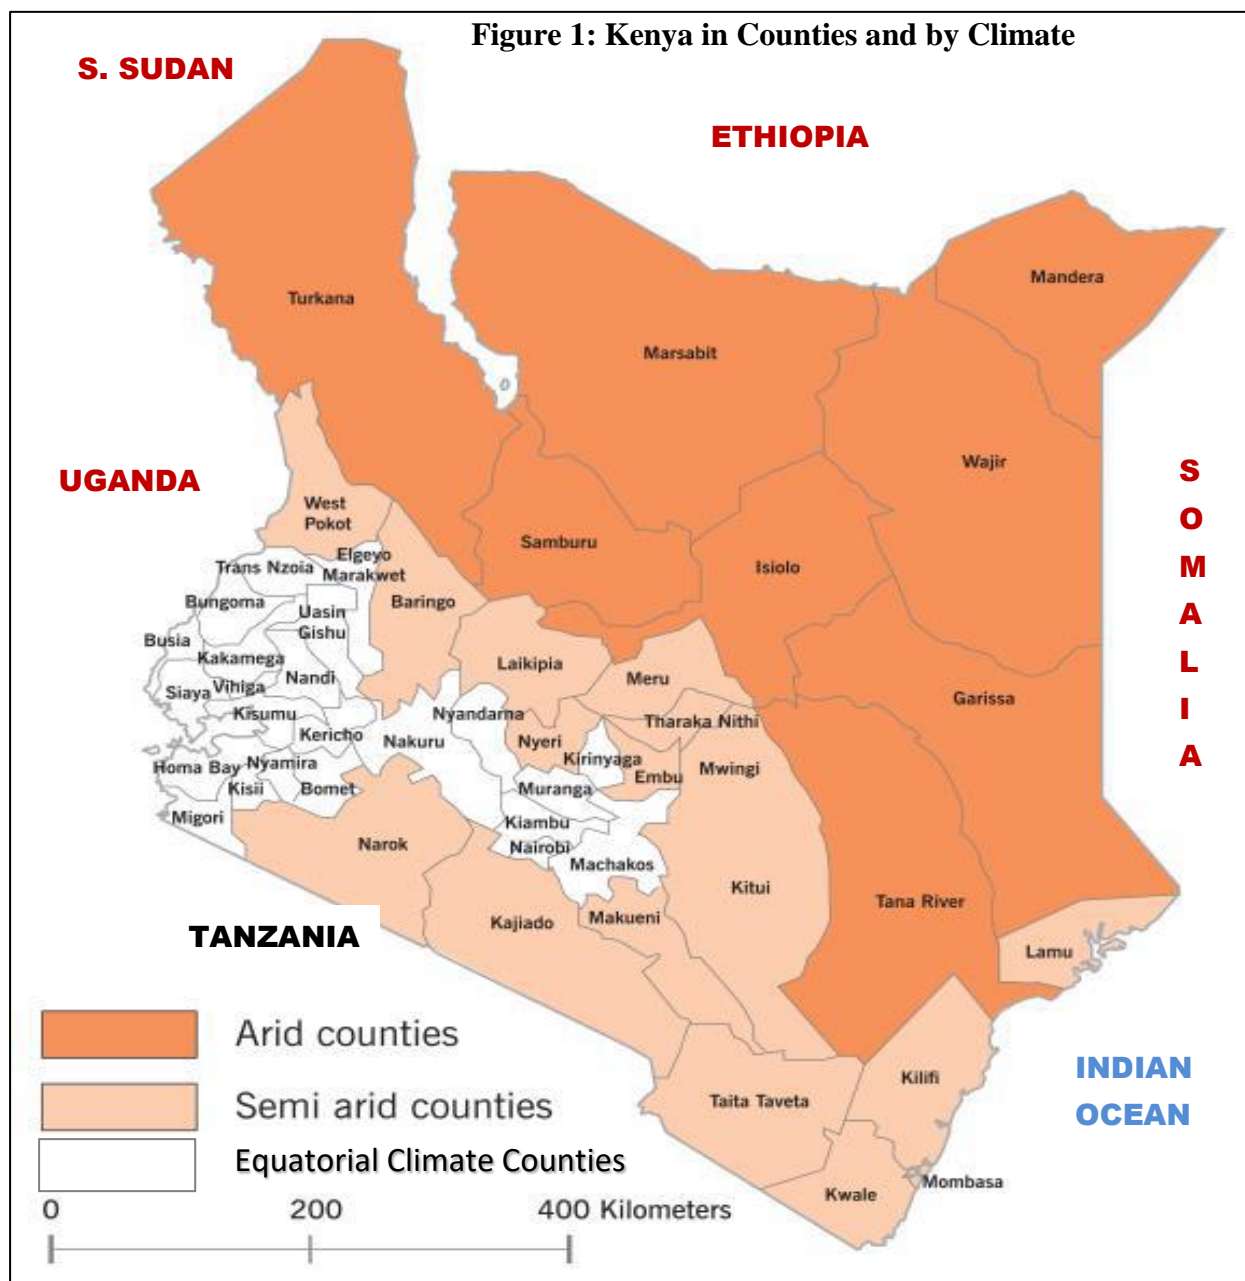 Figure 1: Kenya in Counties and by Climate
S. SUDAN
ETHIOPIA
Mandera
Turkana
Marsabit
Wajir
UGANDA
S
O
M
A
L
I
A
West
Pokot
Samburu
Isiolo
Elgeyo
Marakwet
Trans Nzoia
Bungoma
Baringo
Uasin
Gishu
Busia
Kakamega
Laikipia
Nandi
Meru
Siaya
Vihiga
Garissa
Kisumu
Nyandarna
Tharaka Nithi
Kericho
Nakuru
Nyeri
Kirinyaga
Homa Bay
Nyamira
Embu
Mwingi
Kisii
Bomet
Muranga
Migori
Kiambu
Narok
Nairobi
Machakos
Kitui
Tana River
Kajiado
Makueni
TANZANIA
Lamu
Arid counties
Kilifi
INDIAN
OCEAN
Semi arid counties
Taita Taveta
Equatorial Climate Counties
Mombasa
Kwale
0 200 400 Kilometers